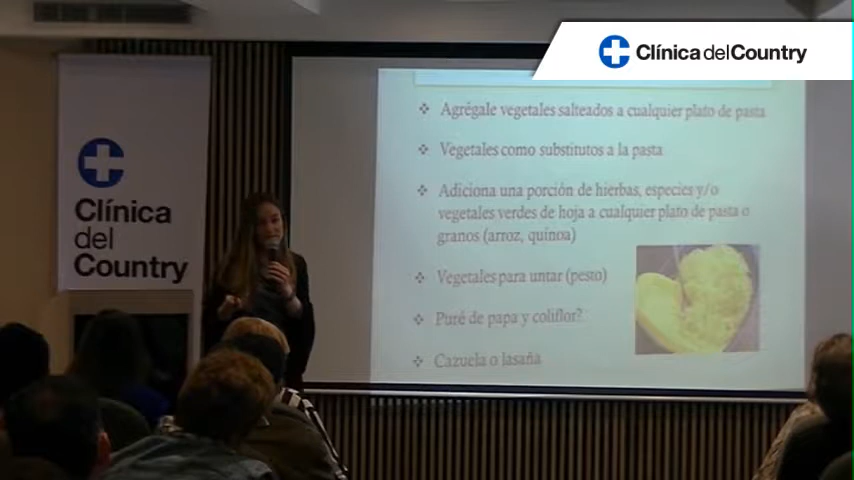 Clínica delCountry
Clínica
del
Country
Agrégale vegetales salteados a cualquier plato de pasta
Vegetales como substitutos a la pasta
Adiciona una porción de hierbas, especies y/o
vegetales verdes de hoja a cualquier plato de pasta o
granos (arroz, quinoa)
Vegetales para untar (pesto)
Puré de papa y coliflor?
Cazuela o lasaña